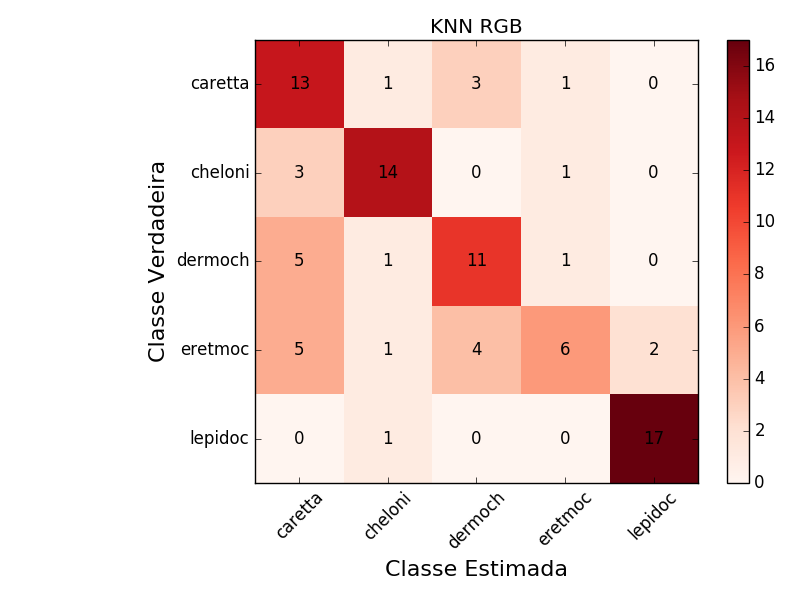 KNN RGB
Classe Verdadeira
caretta 13 1 3 1 0
cheloni 3 14 0 1 0
dermoch 5 1 11 1 0
eretmoc 5 1 4 6 2
lepidoc 0 1 0 0 17
caretta cheloni dermoch eretmoc lepidoc
Classe Estimada
16
14
12
10
8
6
4
2
0